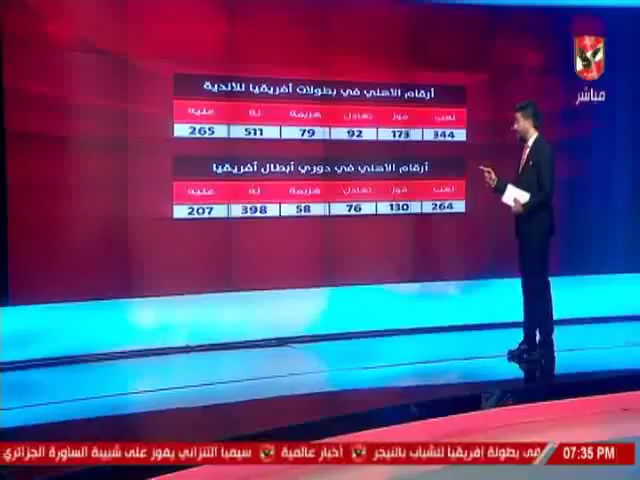 مباشر
أرقام الأهلي في بطولات أفريقيا للأندية
لعب فوز تعادل هزيمة له عليه
344 173 92 79 511 265
أرقام الأهلي في دوري أبطال أفريقيا
لعب فوز تعادل هزيمة له عليه
264 130 76 58 398 207
في بطولة إفريقيا للشباب بالنيجر أخبار عالمية سيمبا التنزاني يفوز على شبيبة الساورة الجزائري
07:35 PM